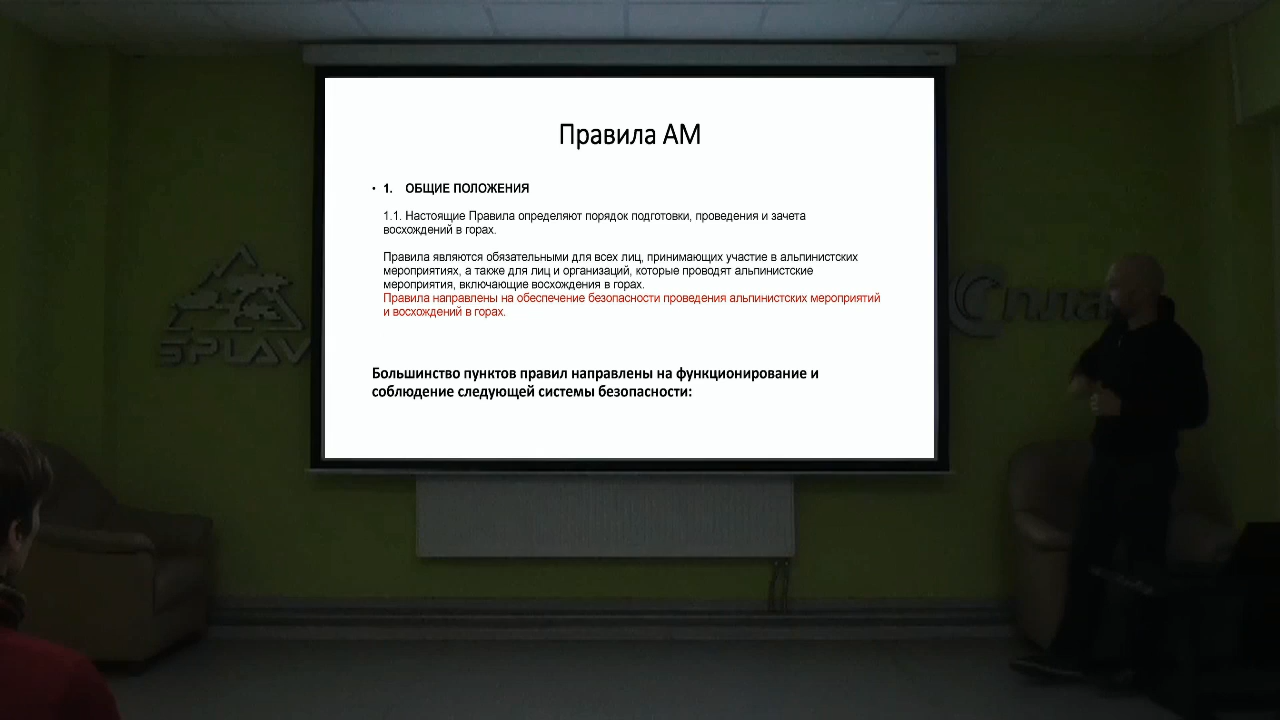 Правила АМ
• 1. ОБЩИЕ ПОЛОЖЕНИЯ
1.1. Настоящие Правила определяют порядок подготовки, проведения и зачета
восхождений в горах.
Правила являются обязательными для всех лиц, принимающих участие в альпинистских
мероприятиях, а также для лиц и организаций, которые проводят альпинистские
мероприятия, включающие восхождения в горах.
Правила направлены на обеспечение безопасности проведения альпинистских мероприятий
и восхождений в горах.
Большинство пунктов правил направлены на функционирование и
соблюдение следующей системы безопасности:
SPLAV
Спла